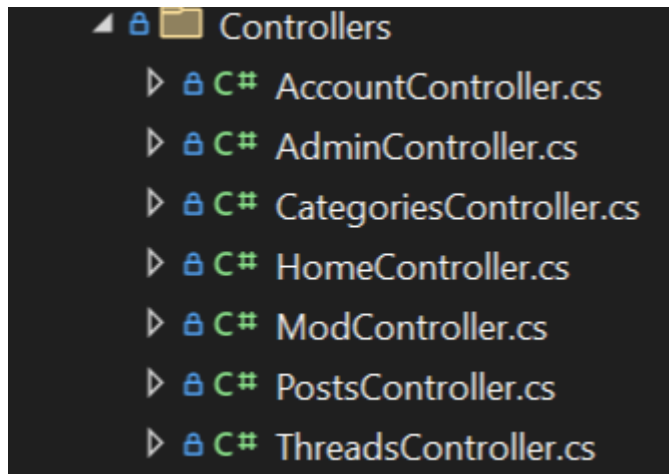 Controllers
C# AccountController.cs
C# AdminController.cs
C# CategoriesController.cs
C# HomeController.cs
C# ModController.cs
C# PostsController.cs
C# ThreadsController.cs